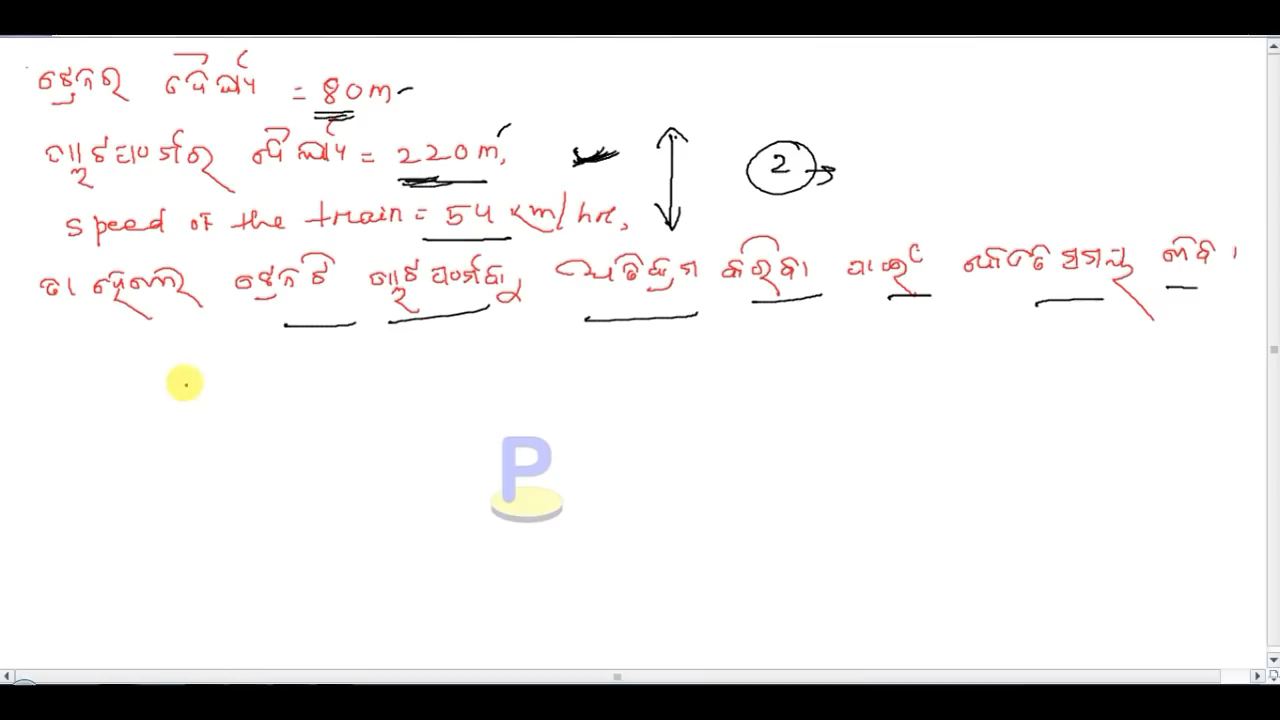 ଟ୍ରେନର ଦୈର୍ଘ୍ୟ = 80m
ପ୍ଲାଟଫର୍ମର ଦୈର୍ଘ୍ୟ = 220m,
2
speed of the train = 54 km/hr,
ତା ହେଲେ ଟ୍ରେନଟି ପ୍ଲାଟଫର୍ମକୁ ଅତିକ୍ରମ କରିବା ପାଇଁ କେତେ ସମୟ ନେବ ।
P